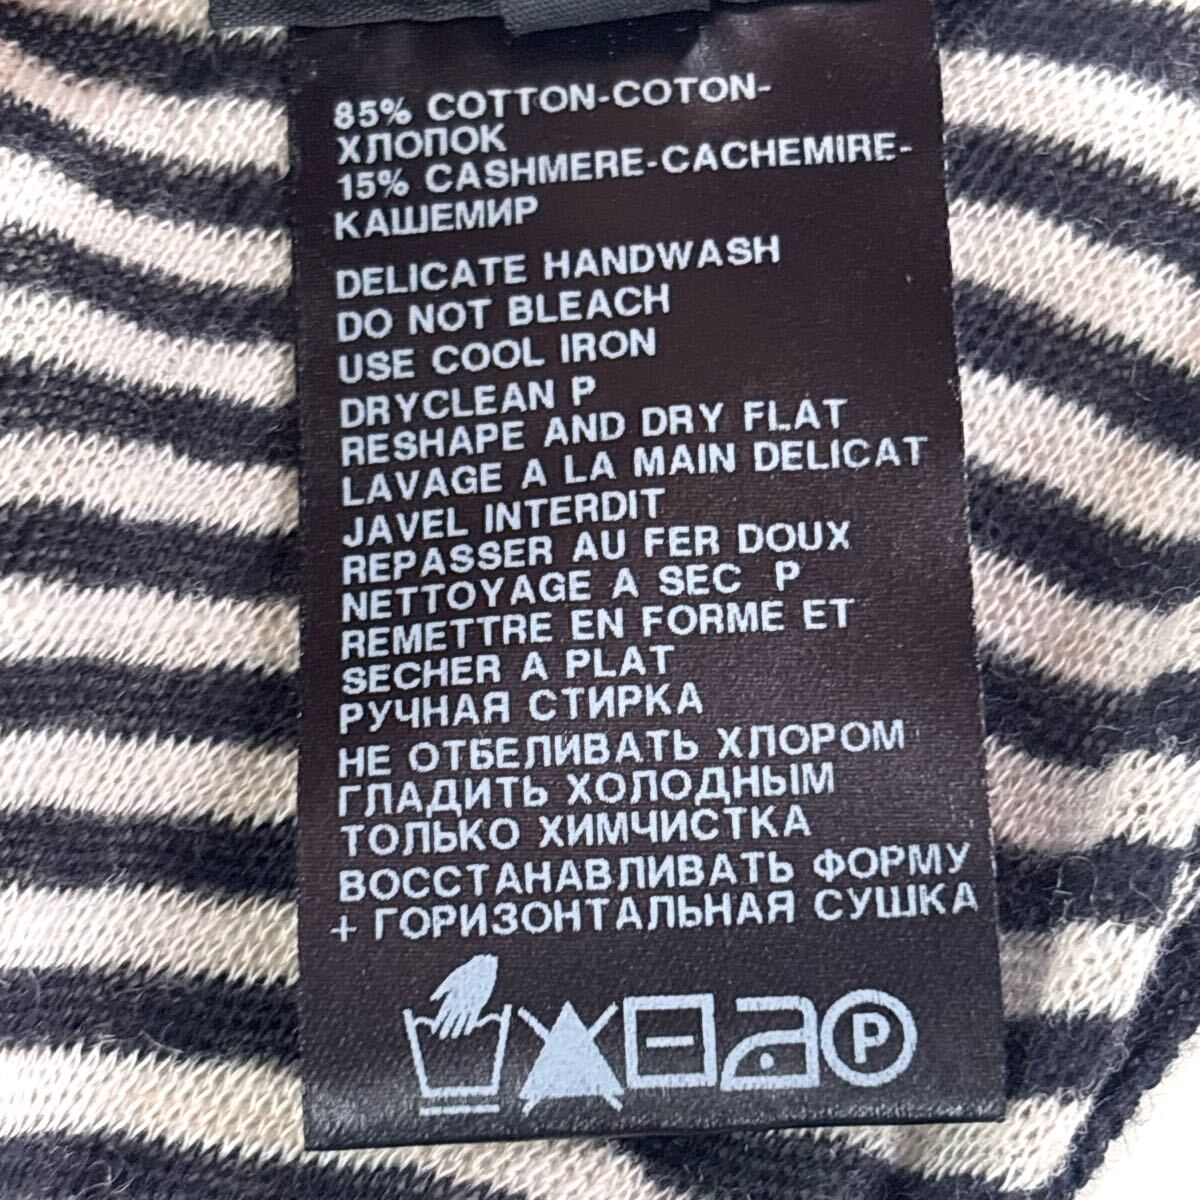 85% COTTON-COTON-
ХЛОПОК
15% CASHMERE-CACHEMIRE-
КАШЕМИР
DELICATE HANDWASH
DO NOT BLEACH
USE COOL IRON
DRYCLEAN P
RESHAPE AND DRY FLAT
LAVAGE A LA MAIN DELICAT
JAVEL INTERDIT
REPASSER AU FER DOUX
NETTOYAGE A SEC P
REMETTRE EN FORME ET
SECHER A PLAT
РУЧНАЯ СТИРКА
НЕ ОТБЕЛИВАТЬ ХЛОРОМ
ГЛАДИТЬ ХОЛОДНЫМ
ТОЛЬКО ХИМЧИСТКА
ВОССТАНАВЛИВАТЬ ФОРМУ
+ ГОРИЗОНТАЛЬНАЯ СУШКА
P